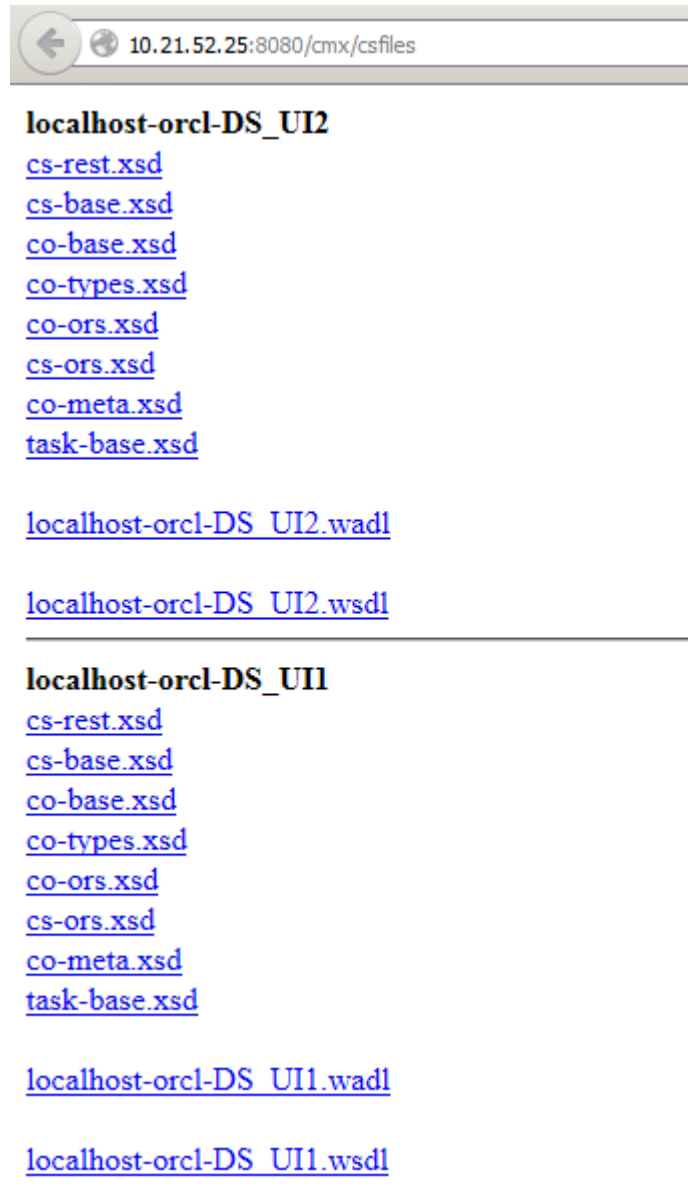 10.21.52.25:8080/cmx/csfiles
localhost-orcl-DS_UI2
cs-rest.xsd
cs-base.xsd
co-base.xsd
co-types.xsd
co-ors.xsd
cs-ors.xsd
co-meta.xsd
task-base.xsd
localhost-orcl-DS_UI2.wadl
localhost-orcl-DS_UI2.wsdl
localhost-orcl-DS_UI1
cs-rest.xsd
cs-base.xsd
co-base.xsd
co-types.xsd
co-ors.xsd
cs-ors.xsd
co-meta.xsd
task-base.xsd
localhost-orcl-DS_UI1.wadl
localhost-orcl-DS_UI1.wsdl